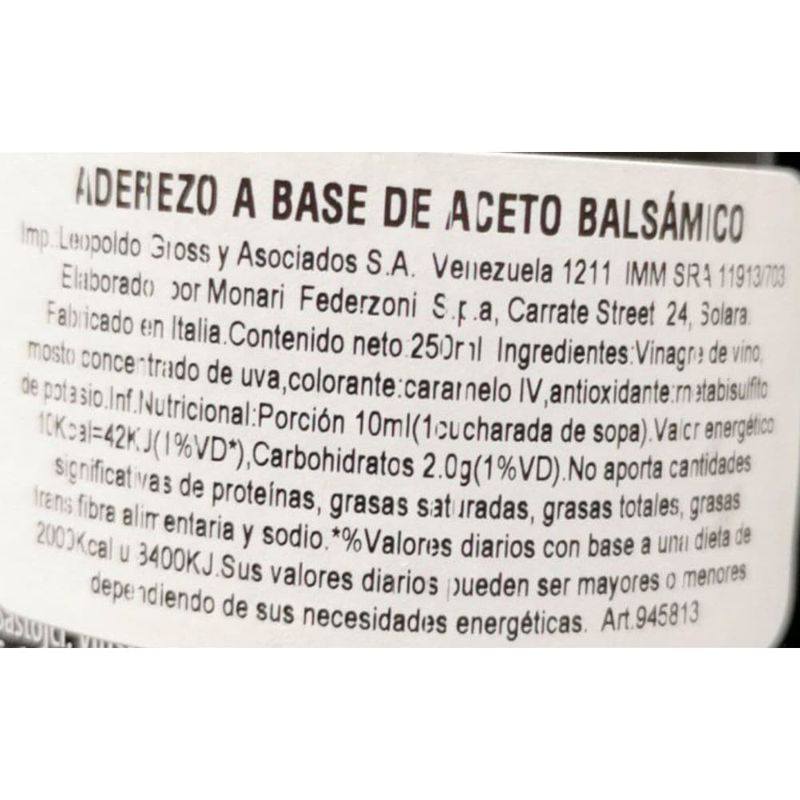 ADEREZO A BASE DE ACETO BALSÁMICO
Imp.Leopoldo Gross y Asociados S.A. Venezuela 1211 IMM SRA 11913/703
Elaborado por Monari Federzoni S.p.a, Carrate Street 24, Solara.
Fabricado en Italia.Contenido neto:250ml Ingredientes:Vinagre de vino,
mosto concentrado de uva,colorante:caramelo IV,antioxidante:metabisulfito
de potasio.Inf.Nutricional:Porción 10ml(1cucharada de sopa).Valor energético
10Kcal=42KJ(1%VD*),Carbohidratos 2.0g(1%VD).No aporta cantidades
significativas de proteínas, grasas saturadas, grasas totales, grasas
trans fibra alimentaria y sodio.*%Valores diarios con base a una dieta de
2000Kcal u 8400KJ.Sus valores diarios pueden ser mayores o menores
dependiendo de sus necesidades energéticas. Art.945813